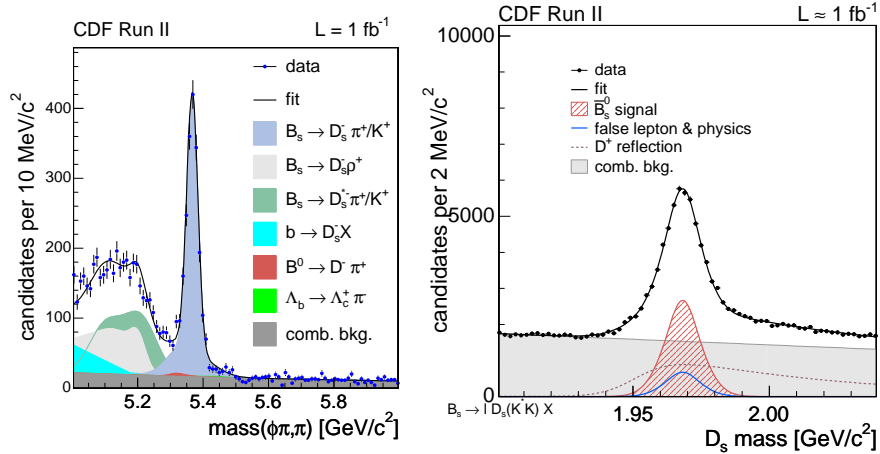 CDF Run II L = 1 fb⁻¹
candidates per 10 MeV/c²
400
300
200
100
0
data
fit
Bₛ → Dₛ⁻ π⁺/K⁺
Bₛ → Dₛ⁻ρ⁺
Bₛ → Dₛ*⁻π⁺/K⁺
b → Dₛ⁻X
B⁰ → D⁻ π⁺
Λ_b → Λ_c⁺ π⁻
comb. bkg.
5.2 5.4 5.6 5.8
mass(ϕπ,π) [GeV/c²]
CDF Run II L ≈ 1 fb⁻¹
candidates per 2 MeV/c²
10000
5000
0
data
fit
B̅ₛ⁰ signal
false lepton & physics
D⁺ reflection
comb. bkg.
1.95 2.00
Bₛ → l Dₛ(K*K) X
Dₛ mass [GeV/c²]